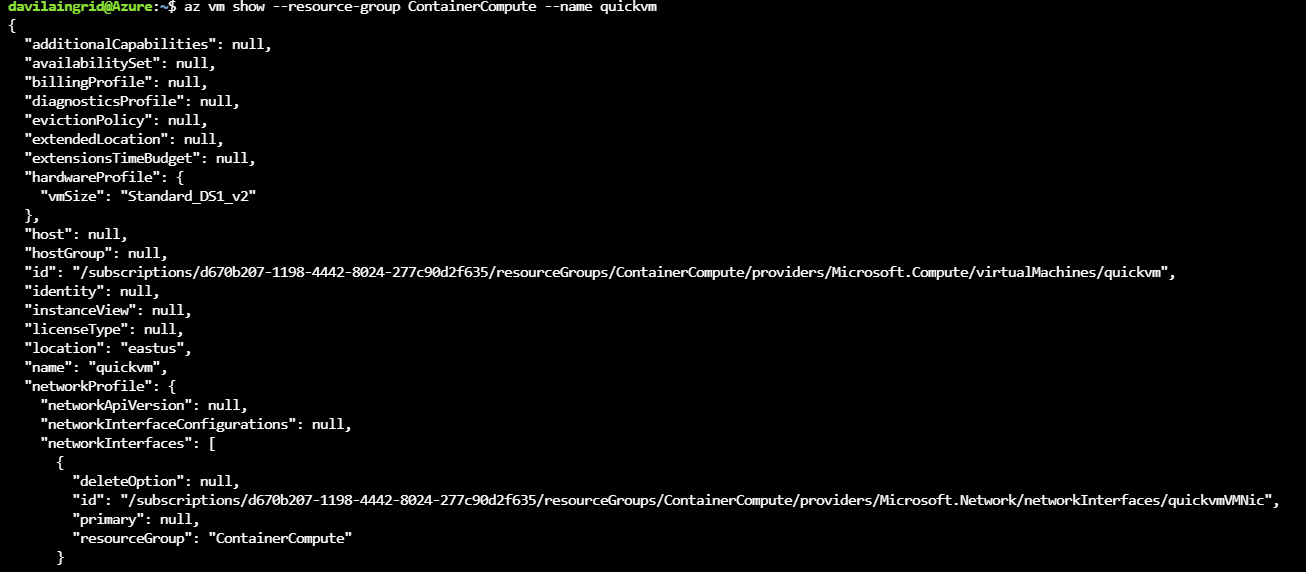 davilaingrid@Azure:~$ az vm show --resource-group ContainerCompute --name quickvm
{
  "additionalCapabilities": null,
  "availabilitySet": null,
  "billingProfile": null,
  "diagnosticsProfile": null,
  "evictionPolicy": null,
  "extendedLocation": null,
  "extensionsTimeBudget": null,
  "hardwareProfile": {
    "vmSize": "Standard_DS1_v2"
  },
  "host": null,
  "hostGroup": null,
  "id": "/subscriptions/d670b207-1198-4442-8024-277c90d2f635/resourceGroups/ContainerCompute/providers/Microsoft.Compute/virtualMachines/quickvm",
  "identity": null,
  "instanceView": null,
  "licenseType": null,
  "location": "eastus",
  "name": "quickvm",
  "networkProfile": {
    "networkApiVersion": null,
    "networkInterfaceConfigurations": null,
    "networkInterfaces": [
      {
        "deleteOption": null,
        "id": "/subscriptions/d670b207-1198-4442-8024-277c90d2f635/resourceGroups/ContainerCompute/providers/Microsoft.Network/networkInterfaces/quickvmVMNic",
        "primary": null,
        "resourceGroup": "ContainerCompute"
      }